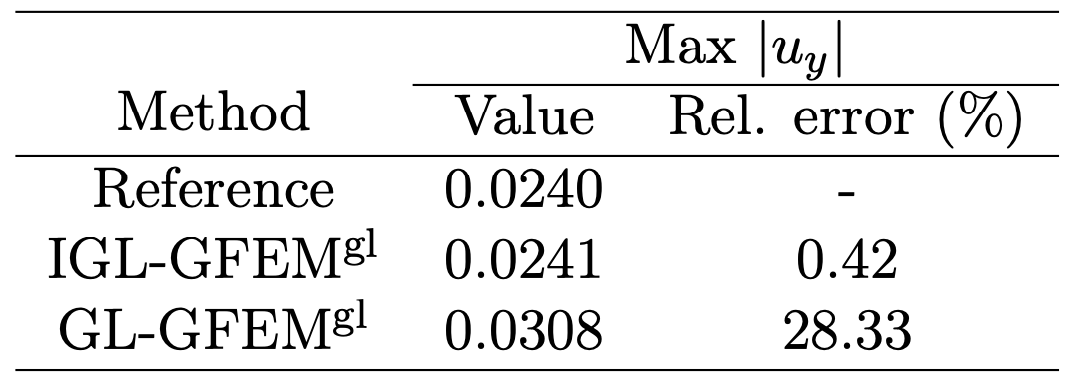 Max |u_y|
Method Value Rel. error (%)
Reference 0.0240 -
IGL-GFEM^gl 0.0241 0.42
GL-GFEM^gl 0.0308 28.33